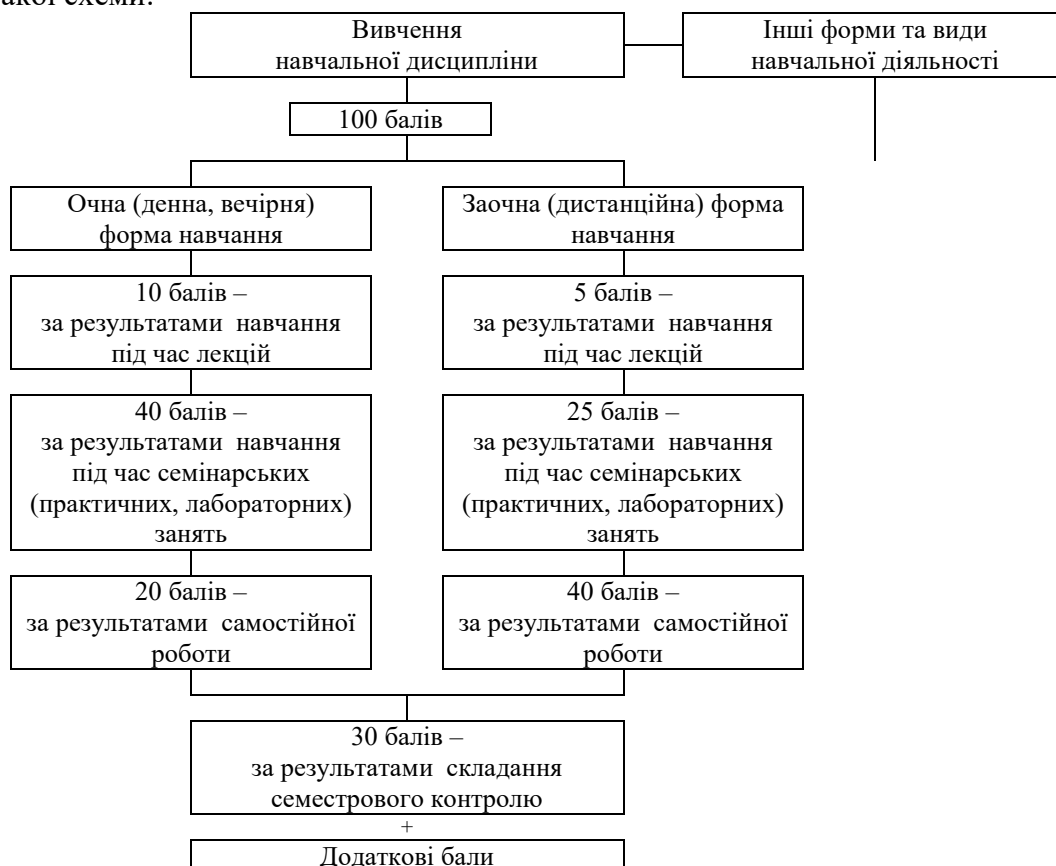 акої схеми:
Вивчення
навчальної дисципліни
Інші форми та види
навчальної діяльності
100 балів
Очна (денна, вечірня)
форма навчання
Заочна (дистанційна) форма
навчання
10 балів –
за результатами навчання
під час лекцій
5 балів –
за результатами навчання
під час лекцій
40 балів –
за результатами навчання
під час семінарських
(практичних, лабораторних)
занять
25 балів –
за результатами навчання
під час семінарських
(практичних, лабораторних)
занять
20 балів –
за результатами самостійної
роботи
40 балів –
за результатами самостійної
роботи
30 балів –
за результатами складання
семестрового контролю
+
Додаткові бали